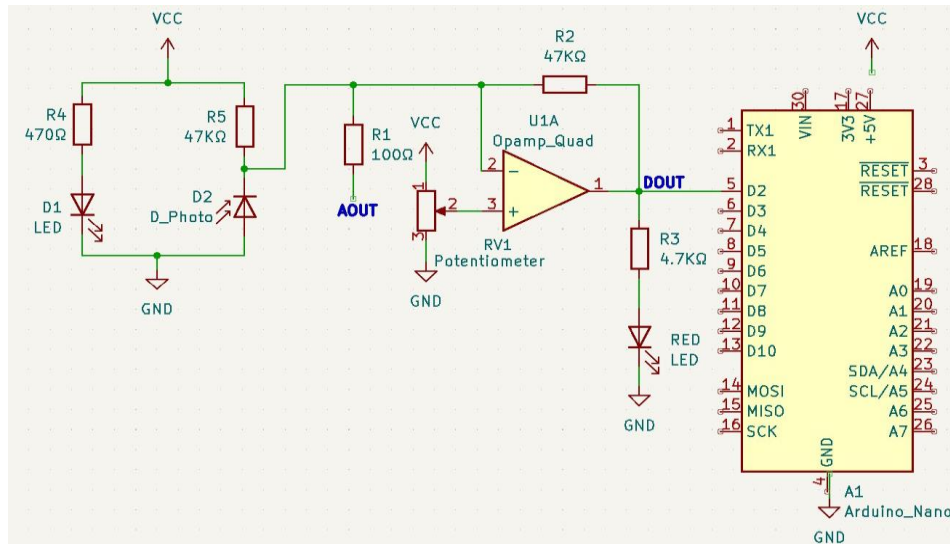 VCC
VCC
R2
47KΩ
R4
470Ω
R5
47KΩ
R1
100Ω
VCC
U1A
Opamp_Quad
AOUT
D1
LED
D2
D_Photo
1
2
3
2
3
1
DOUT
RV1
Potentiometer
GND
GND
R3
4.7KΩ
RED
LED
GND
30
17
27
VIN
3V3
+5V
1
TX1
2
RX1
5
D2
6
D3
7
D4
8
D5
9
D6
10
D7
11
D8
12
D9
13
D10
14
MOSI
15
MISO
16
SCK
RESET
3
RESET
28
AREF
18
A0
19
A1
20
A2
21
A3
22
SDA/A4
23
SCL/A5
24
A6
25
A7
26
GND
4
A1
Arduino_Nano
GND